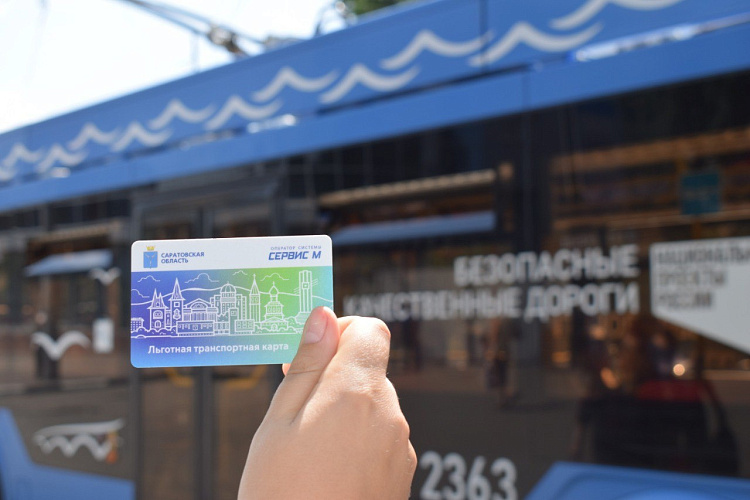 САРАТОВСКАЯ
ОБЛАСТЬ
ОПЕРАТОР СИСТЕМЫ
СЕРВИС М
Льготная транспортная карта
БЕЗОПАСНЫЕ
КАЧЕСТВЕННЫЕ ДОРОГИ
НАЦИОНАЛЬНЫЕ
ПРОЕКТЫ
РОССИИ
2363